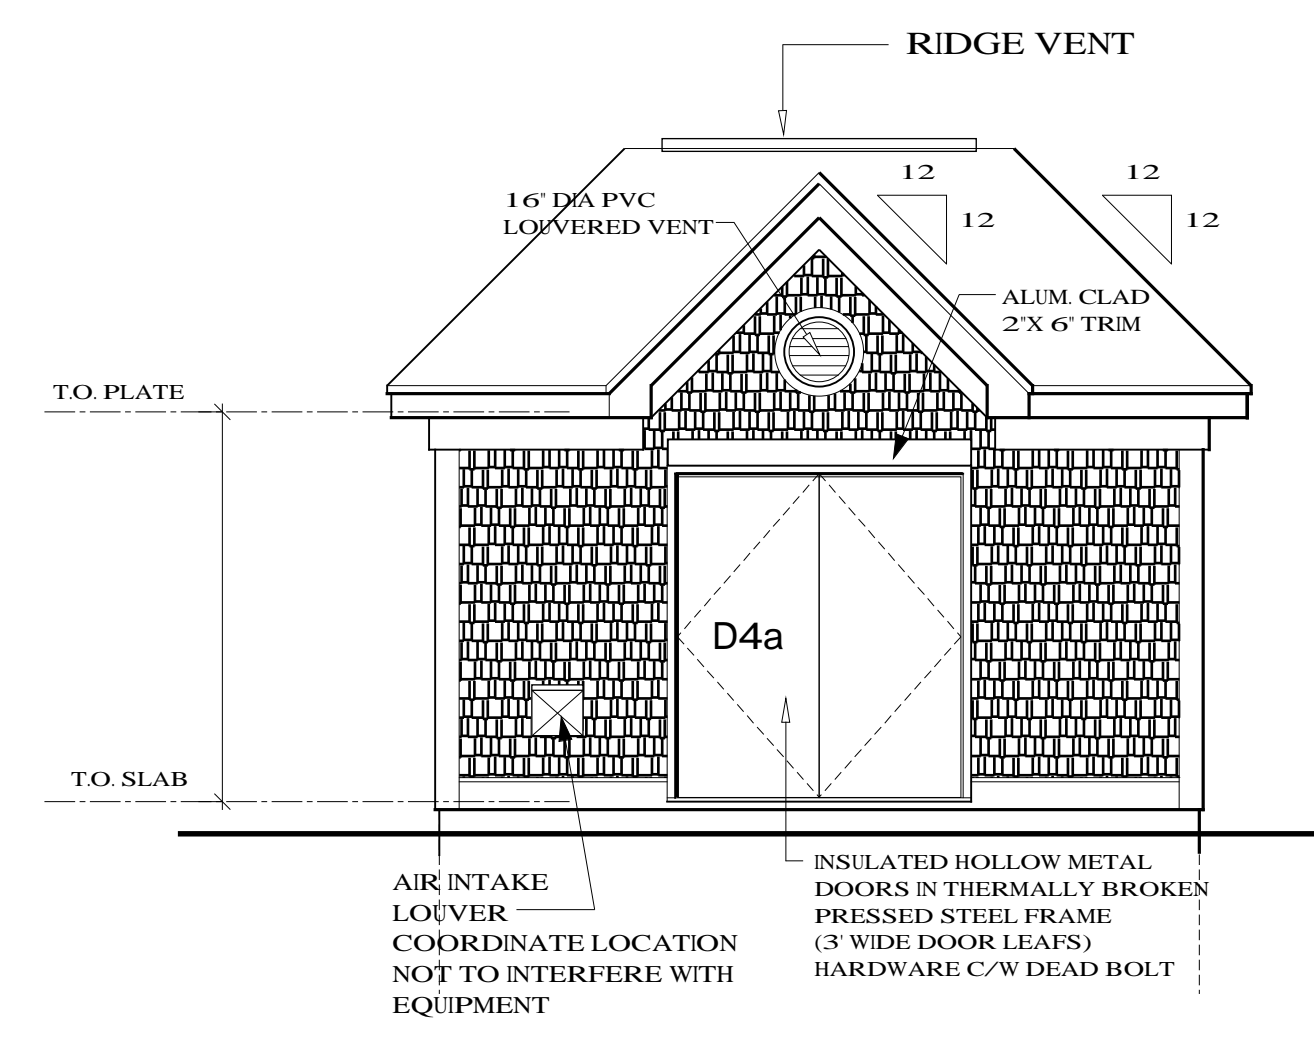 RIDGE VENT
12
12
12
12
16" DIA PVC
LOUVERED VENT
ALUM. CLAD
2"X 6" TRIM
T.O. PLATE
D4a
T.O. SLAB
AIR INTAKE
LOUVER
COORDINATE LOCATION
NOT TO INTERFERE WITH
EQUIPMENT
INSULATED HOLLOW METAL
DOORS IN THERMALLY BROKEN
PRESSED STEEL FRAME
(3' WIDE DOOR LEAFS)
HARDWARE C/W DEAD BOLT